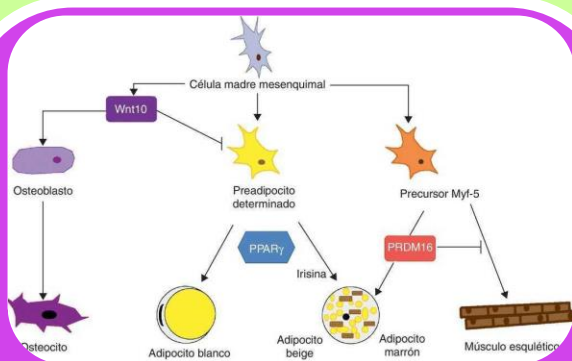 Célula madre mesenquimal
Wnt10
Osteoblasto
Preadipocito
determinado
Precursor Myf-5
PPARγ
PRDM16
Irisina
Osteocito
Adipocito blanco
Adipocito
beige
Adipocito
marrón
Músculo esqulético